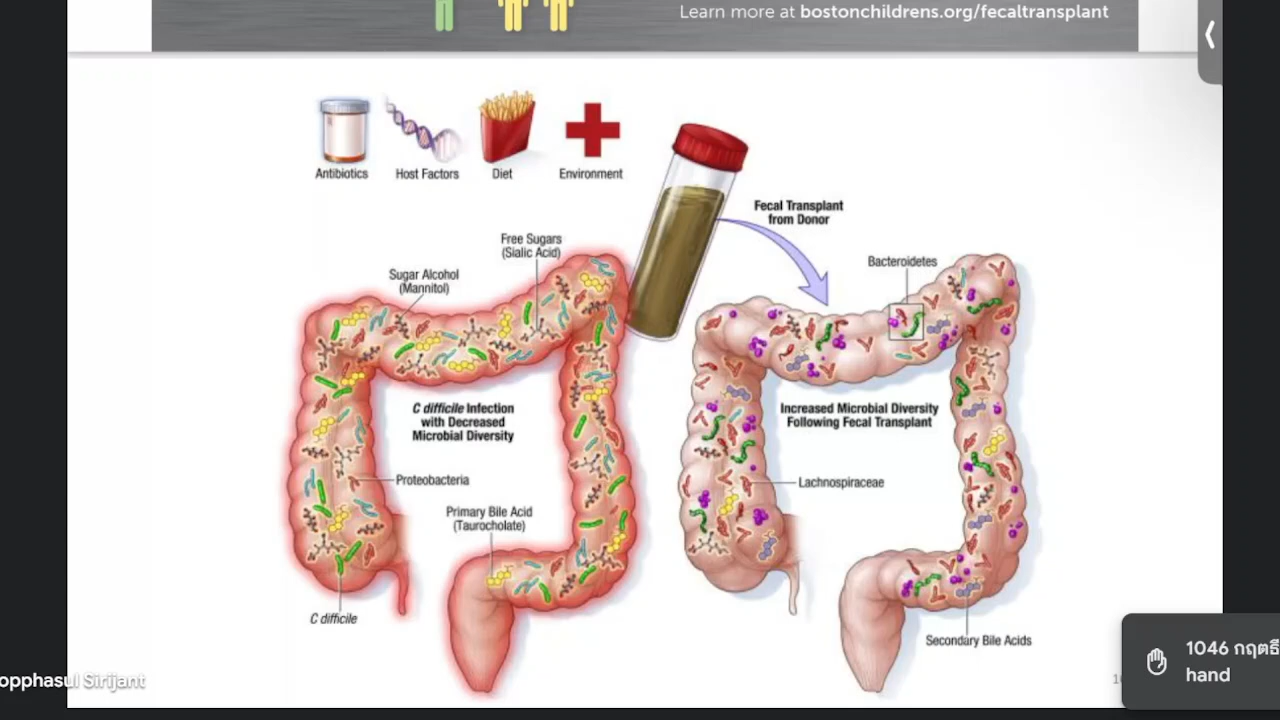 Learn more at bostonchildrens.org/fecaltransplant
Antibiotics
Host Factors
Diet
Environment
Fecal Transplant
from Donor
Free Sugars
(Sialic Acid)
Sugar Alcohol
(Mannitol)
Bacteroidetes
C difficile Infection
with Decreased
Microbial Diversity
Increased Microbial Diversity
Following Fecal Transplant
Proteobacteria
Lachnospiraceae
Primary Bile Acid
(Taurocholate)
C difficile
Secondary Bile Acids
opphasul Sirijant
1046 กฤตธี
hand